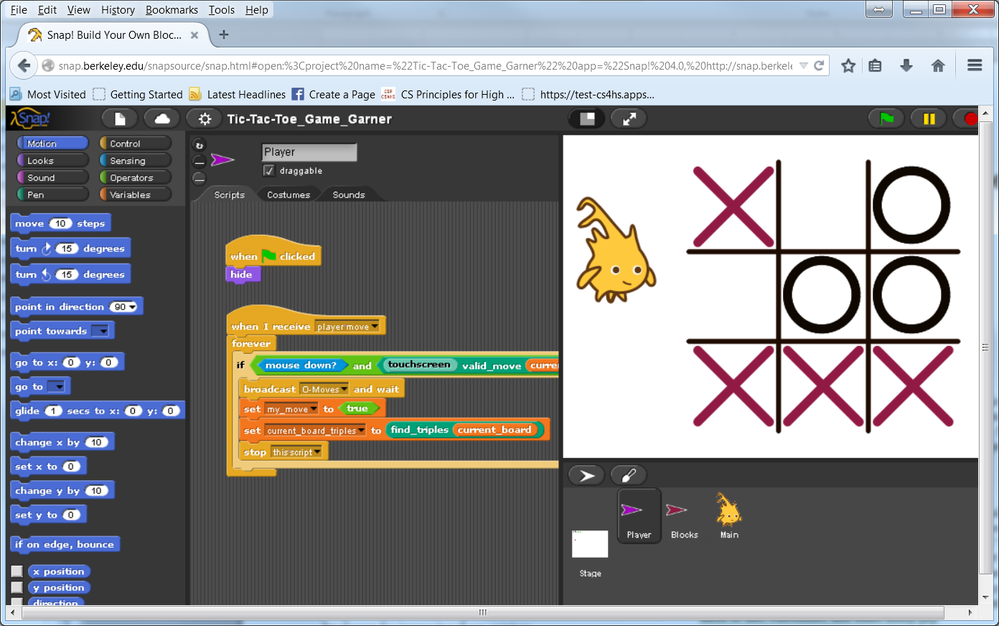 File Edit View History Bookmarks Tools Help
Snap! Build Your Own Bloc...
snap.berkeley.edu/snapsource/snap.html#open:%3Cproject%20name=%22Tic-Tac-Toe_Game_Garner%22%20app=%22Snap!%204.0,%20http://snap.berkele
Most Visited Getting Started Latest Headlines Create a Page CS Principles for High ... https://test-cs4hs.apps...
Snap! Tic-Tac-Toe_Game_Garner
Motion Control
Looks Sensing
Sound Operators
Pen Variables
move 10 steps
turn 15 degrees
turn 15 degrees
point in direction 90
point towards
go to x: 0 y: 0
go to
glide 1 secs to x: 0 y: 0
change x by 10
set x to 0
change y by 10
set y to 0
if on edge, bounce
x position
y position
direction
Player
draggable
Scripts Costumes Sounds
when clicked
hide
when I receive player move
forever
if mouse down? and touchscreen valid_move curre
broadcast O-Moves and wait
set my_move to true
set current_board_triples to find_triples current_board
stop this script
Player Blocks Main
Stage